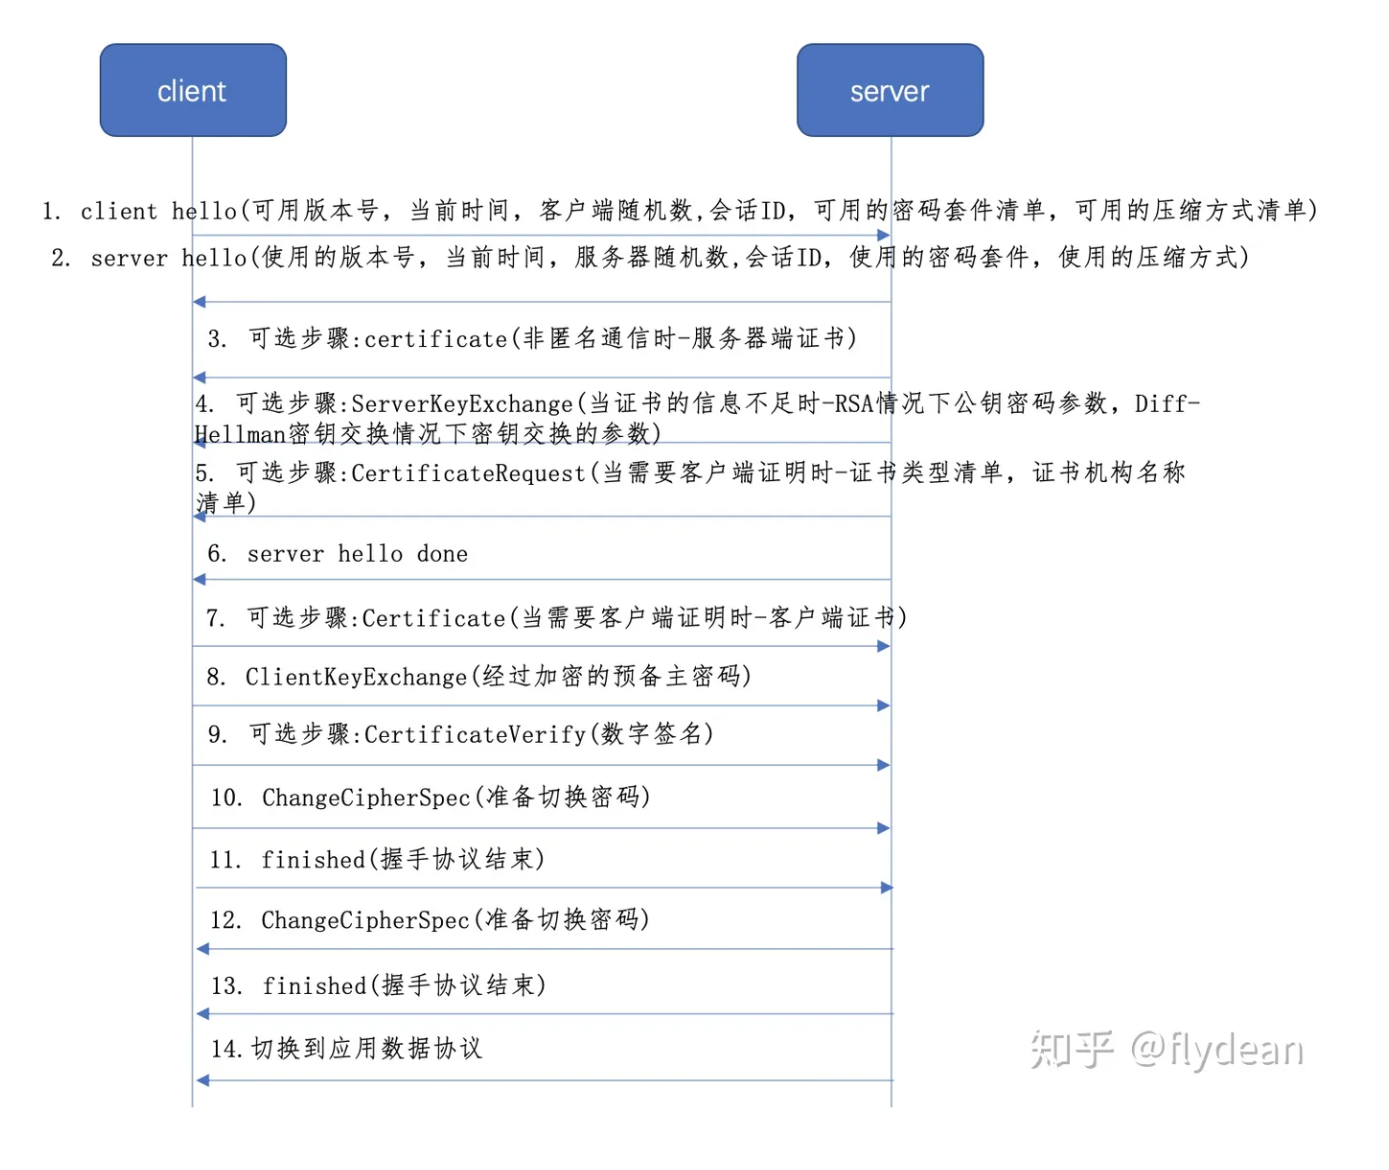 client
server
1. client hello(可用版本号，当前时间，客户端随机数,会话ID，可用的密码套件清单，可用的压缩方式清单)
2. server hello(使用的版本号，当前时间，服务器随机数,会话ID，使用的密码套件，使用的压缩方式)
3. 可选步骤:certificate(非匿名通信时-服务器端证书)
4. 可选步骤:ServerKeyExchange(当证书的信息不足时-RSA情况下公钥密码参数，Diff-
Hellman密钥交换情况下密钥交换的参数)
5. 可选步骤:CertificateRequest(当需要客户端证明时-证书类型清单，证书机构名称
清单)
6. server hello done
7. 可选步骤:Certificate(当需要客户端证明时-客户端证书)
8. ClientKeyExchange(经过加密的预备主密码)
9. 可选步骤:CertificateVerify(数字签名)
10. ChangeCipherSpec(准备切换密码)
11. finished(握手协议结束)
12. ChangeCipherSpec(准备切换密码)
13. finished(握手协议结束)
14.切换到应用数据协议
知乎 @flydean